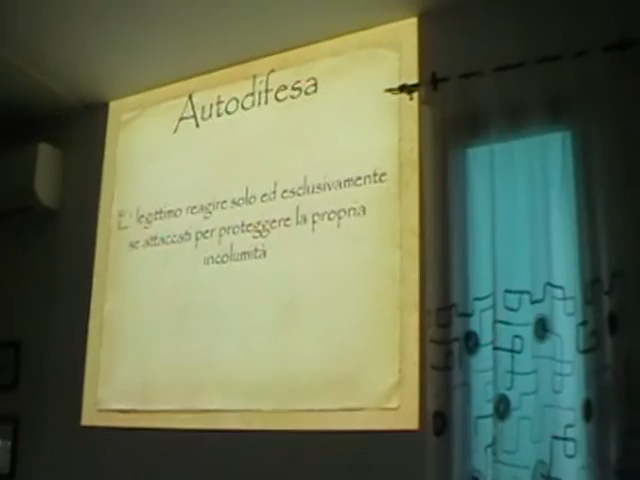 Autodifesa
E' legittimo reagire solo ed esclusivamente
se attaccati per proteggere la propria
incolumità